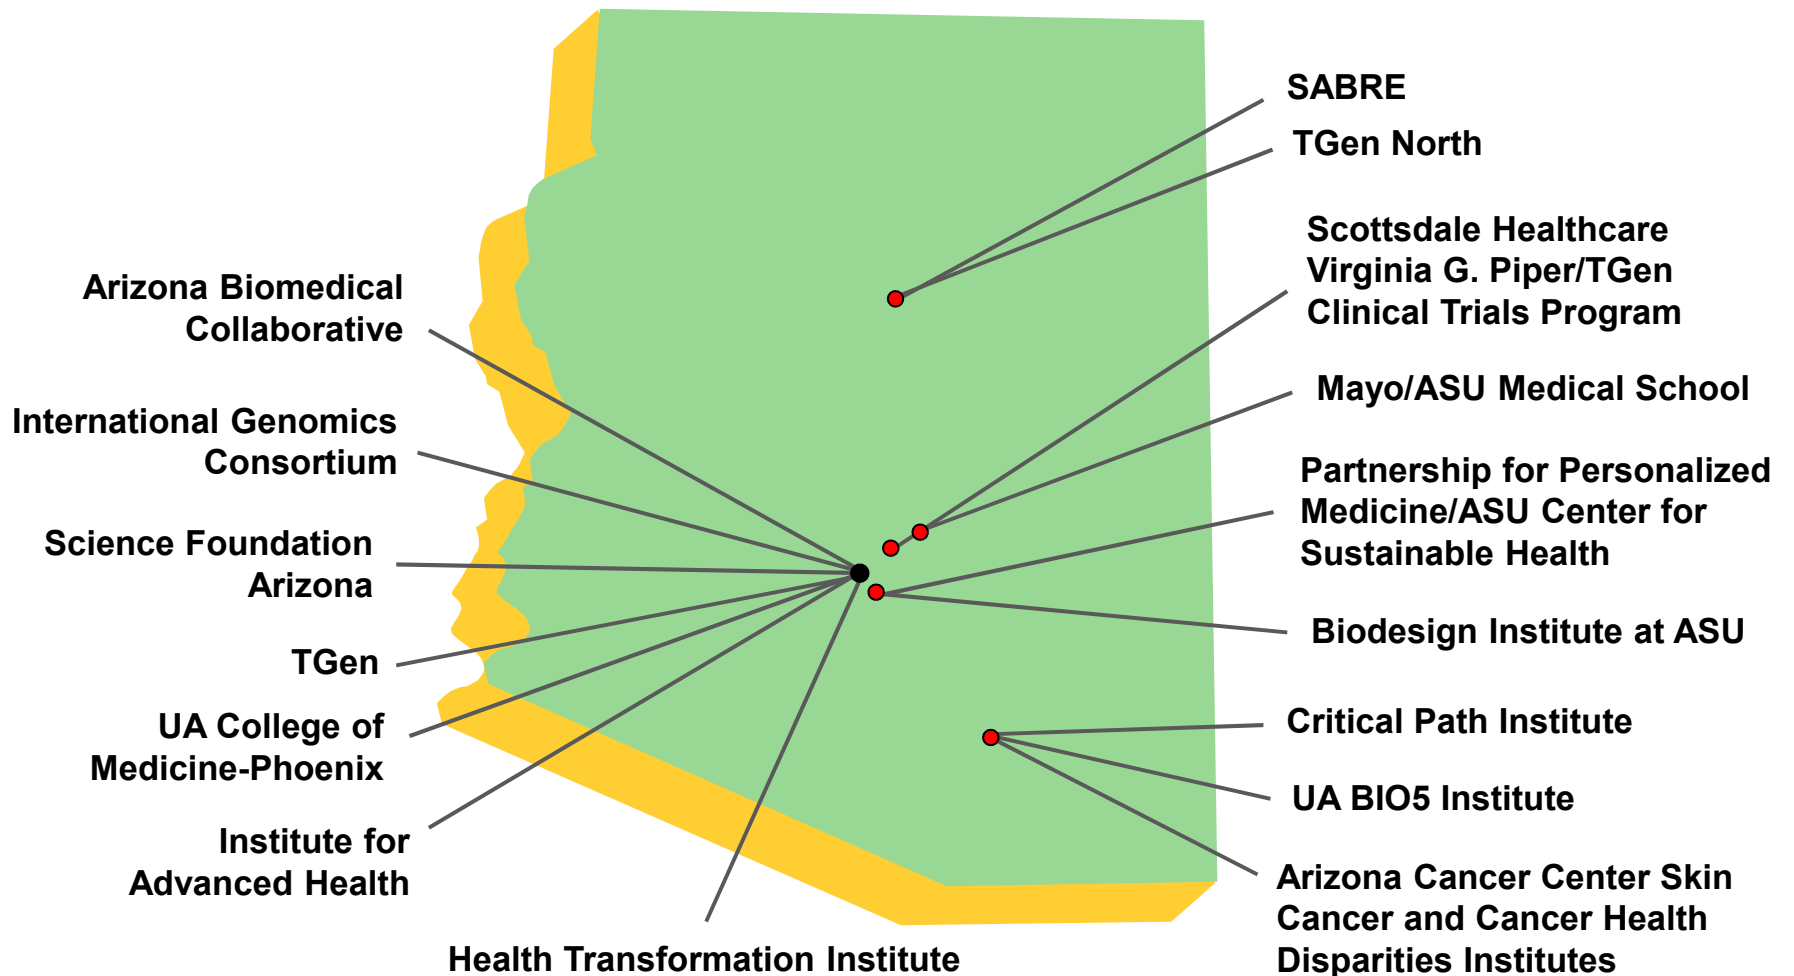 SABRE
TGen North
Scottsdale Healthcare
Virginia G. Piper/TGen
Clinical Trials Program
Arizona Biomedical
Collaborative
Mayo/ASU Medical School
International Genomics
Consortium
Partnership for Personalized
Medicine/ASU Center for
Sustainable Health
Science Foundation
Arizona
Biodesign Institute at ASU
TGen
UA College of
Medicine-Phoenix
Critical Path Institute
UA BIO5 Institute
Institute for
Advanced Health
Arizona Cancer Center Skin
Cancer and Cancer Health
Disparities Institutes
Health Transformation Institute